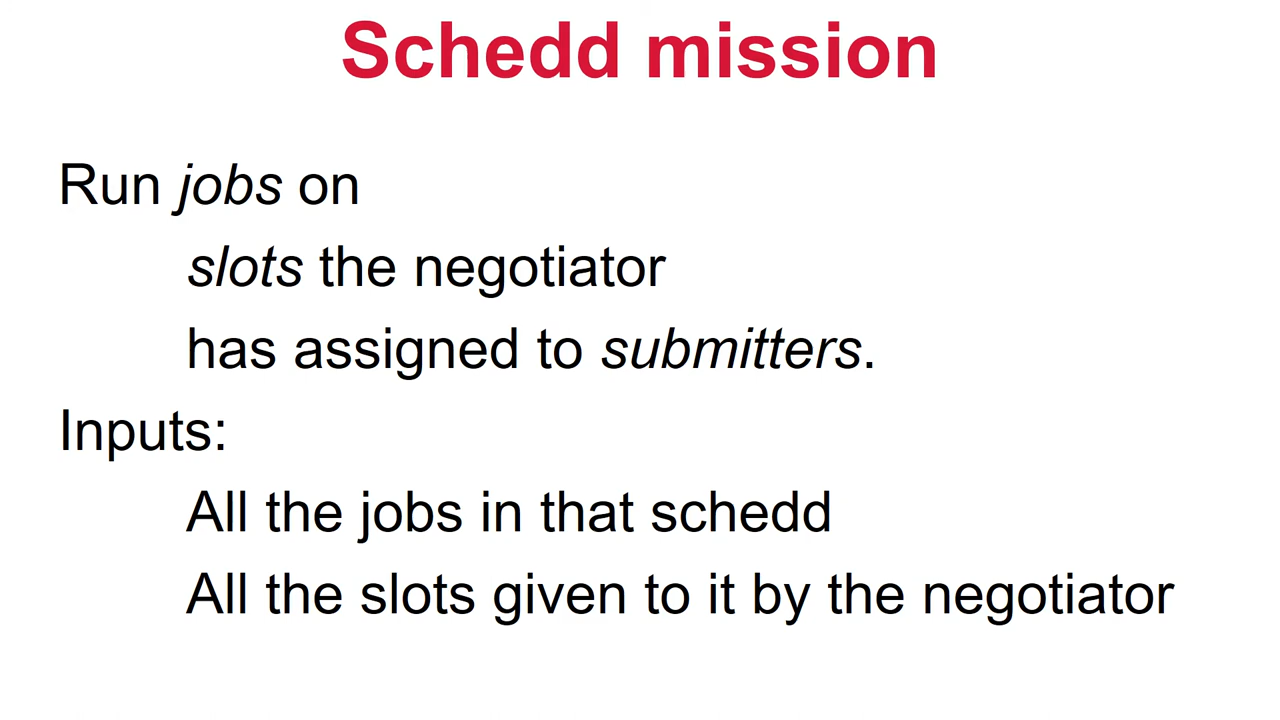 Schedd mission
Run jobs on
slots the negotiator
has assigned to submitters.
Inputs:
All the jobs in that schedd
All the slots given to it by the negotiator